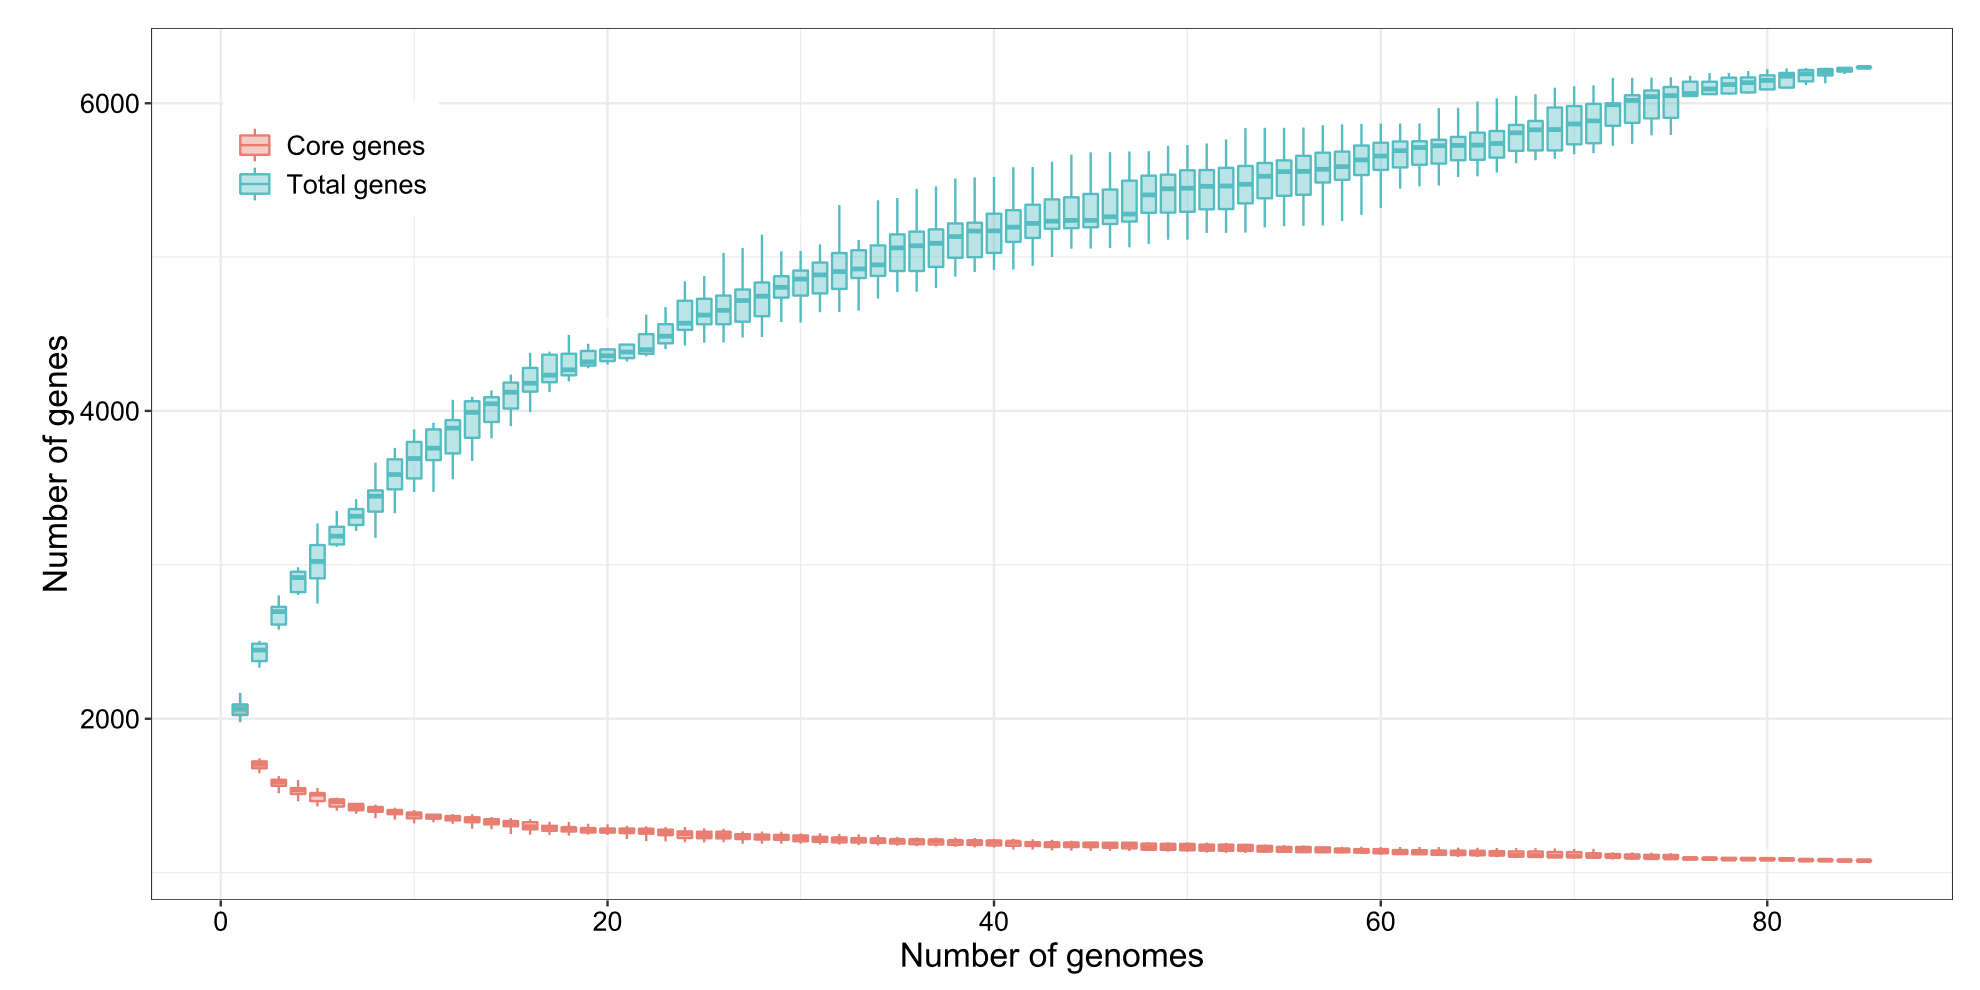 6000
4000
2000
Number of genes
Core genes
Total genes
0 20 40 60 80
Number of genomes